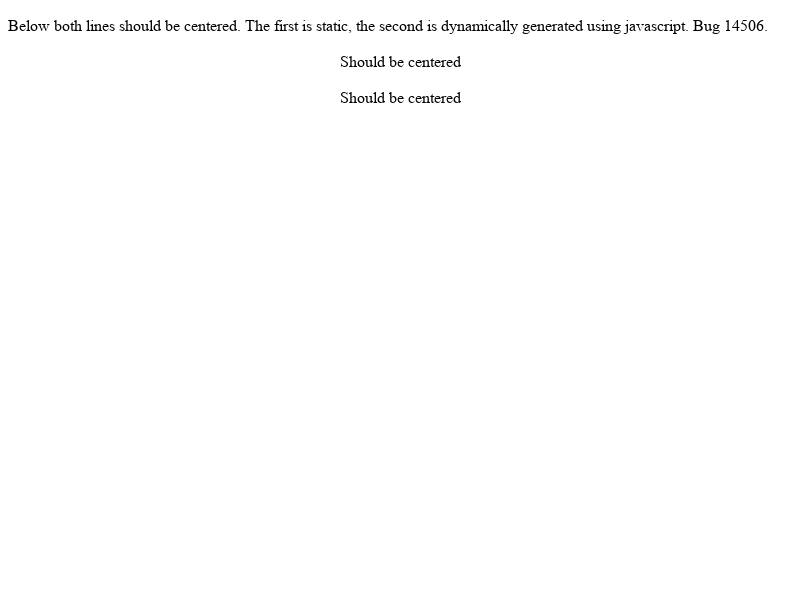 Below both lines should be centered. The first is static, the second is dynamically generated using javascript. Bug 14506.
Should be centered
Should be centered